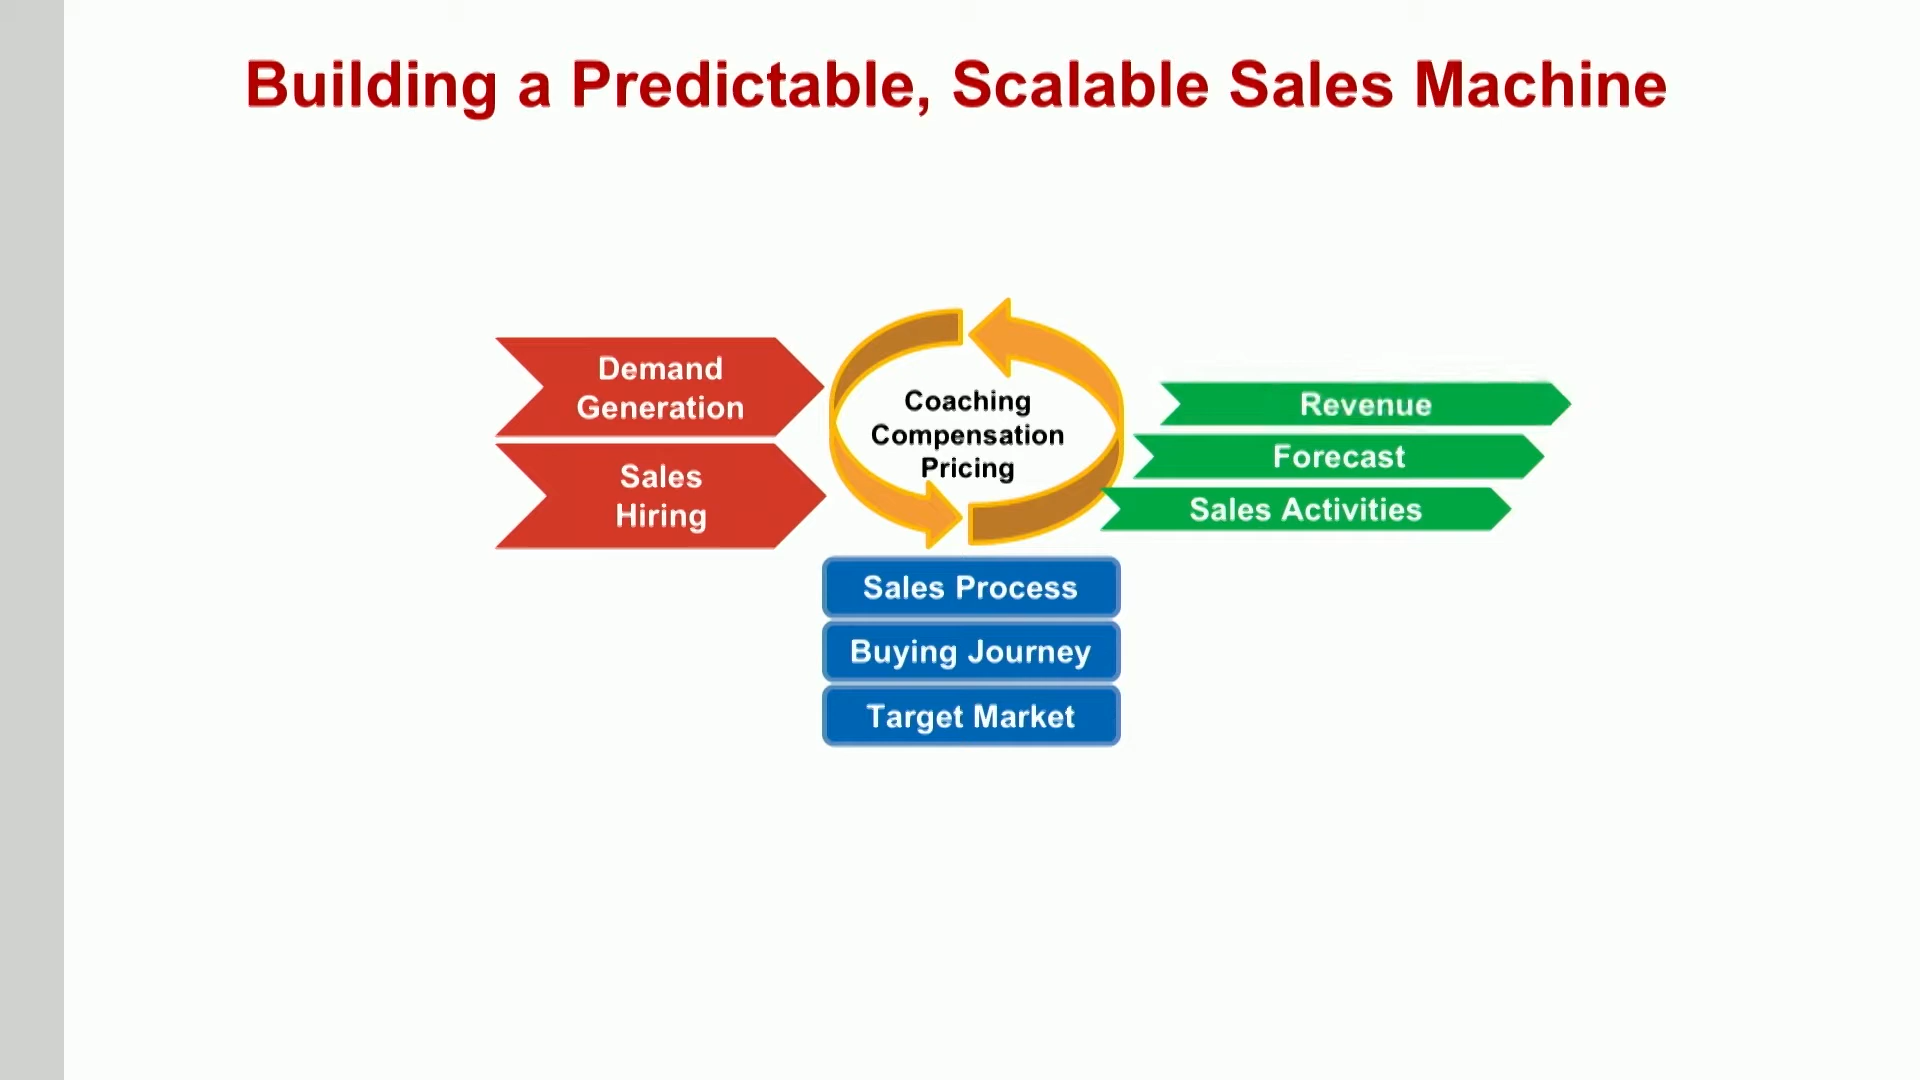 Building a Predictable, Scalable Sales Machine
Demand
Generation
Sales
Hiring
Coaching
Compensation
Pricing
Revenue
Forecast
Sales Activities
Sales Process
Buying Journey
Target Market